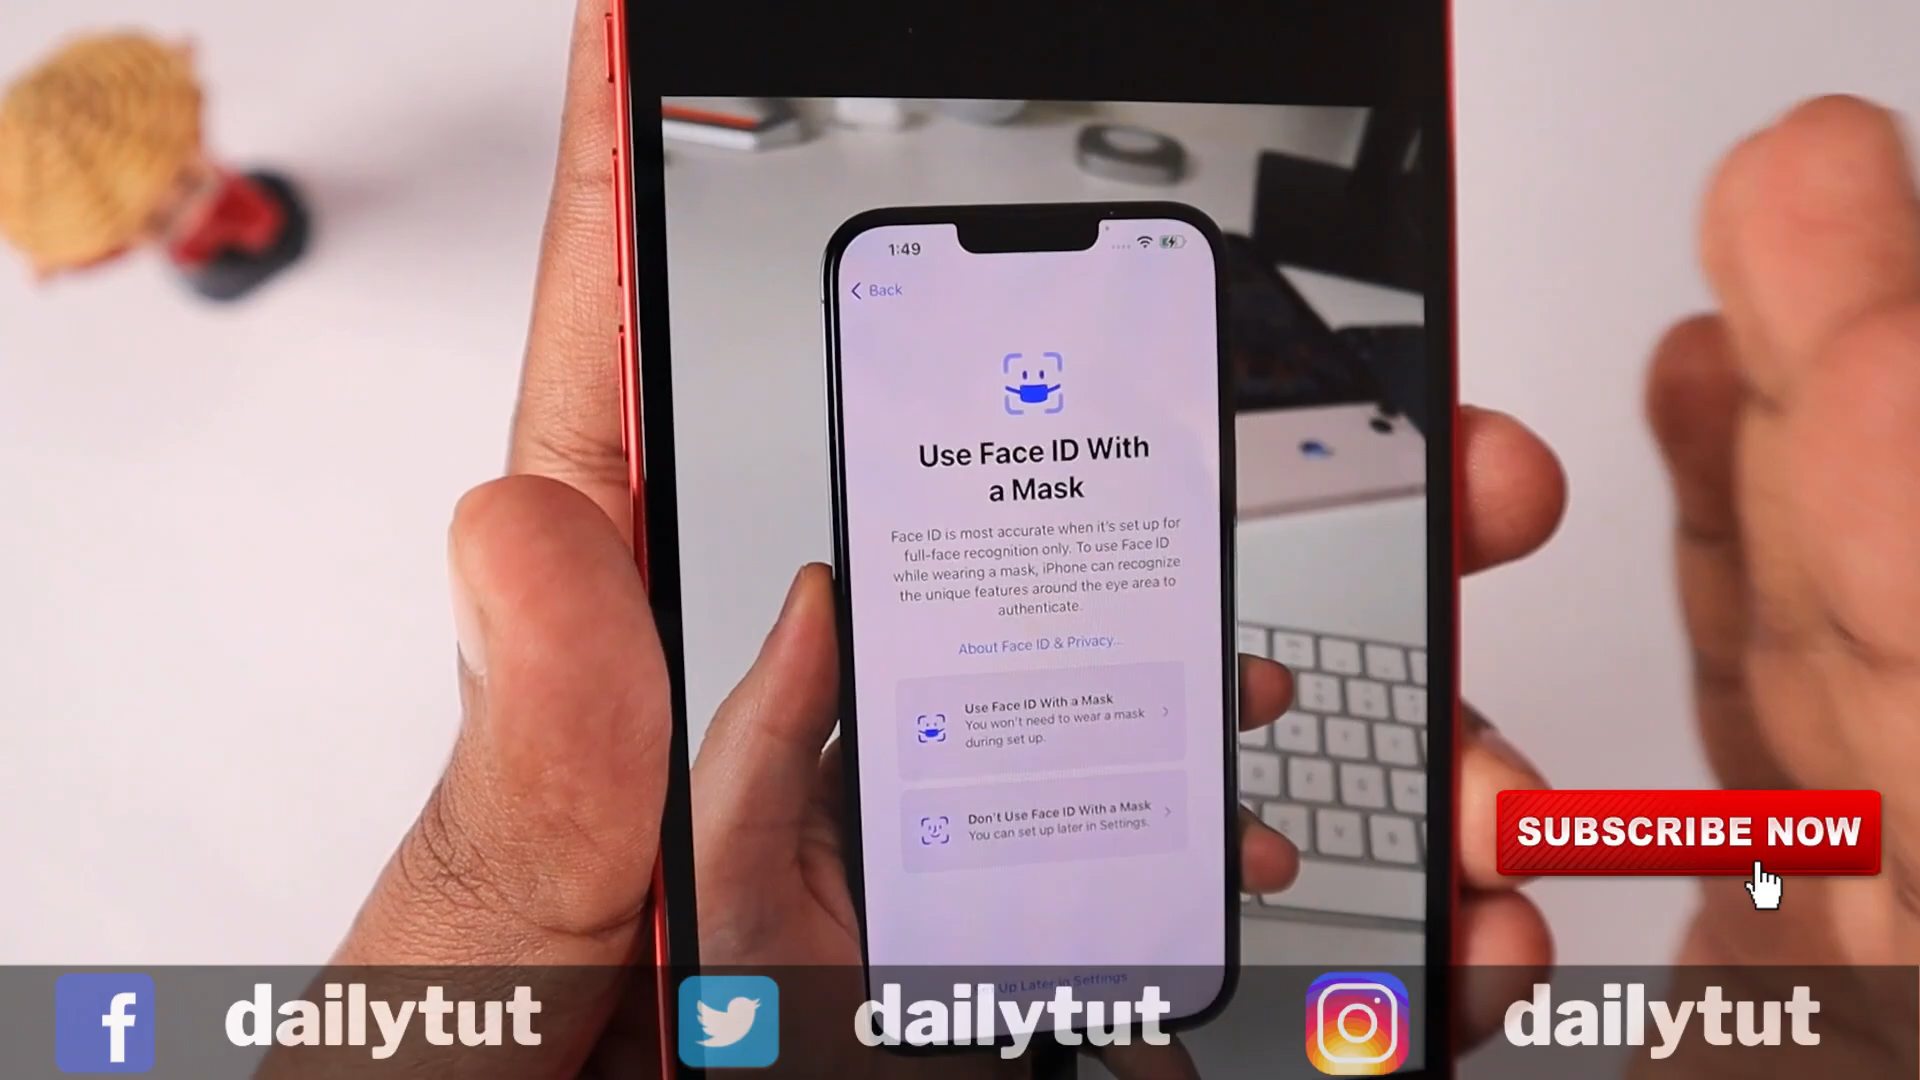 1:49
Back
Use Face ID With
a Mask
Face ID is most accurate when it's set up for
full-face recognition only. To use Face ID
while wearing a mask, iPhone can recognize
the unique features around the eye area to
authenticate.
About Face ID & Privacy...
Use Face ID With a Mask
You won't need to wear a mask
during set up.
Don't Use Face ID With a Mask
You can set up later in Settings.
SUBSCRIBE NOW
Up Later in Settings
dailytut
dailytut
dailytut